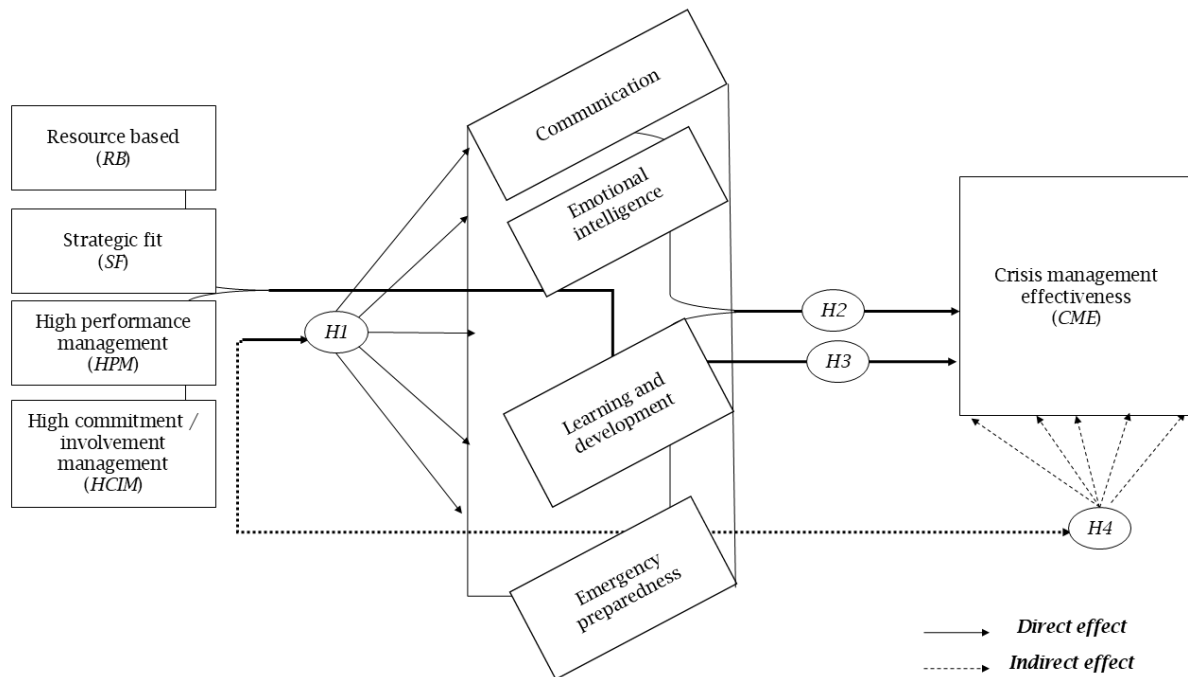 Resource based
(RB)
Strategic fit
(SF)
High performance
management
(HPM)
High commitment /
involvement
management
(HCIM)
H1
Communication
Emotional
intelligence
Learning and
development
Emergency
preparedness
H2
H3
Crisis management
effectiveness
(CME)
H4
Direct effect
Indirect effect